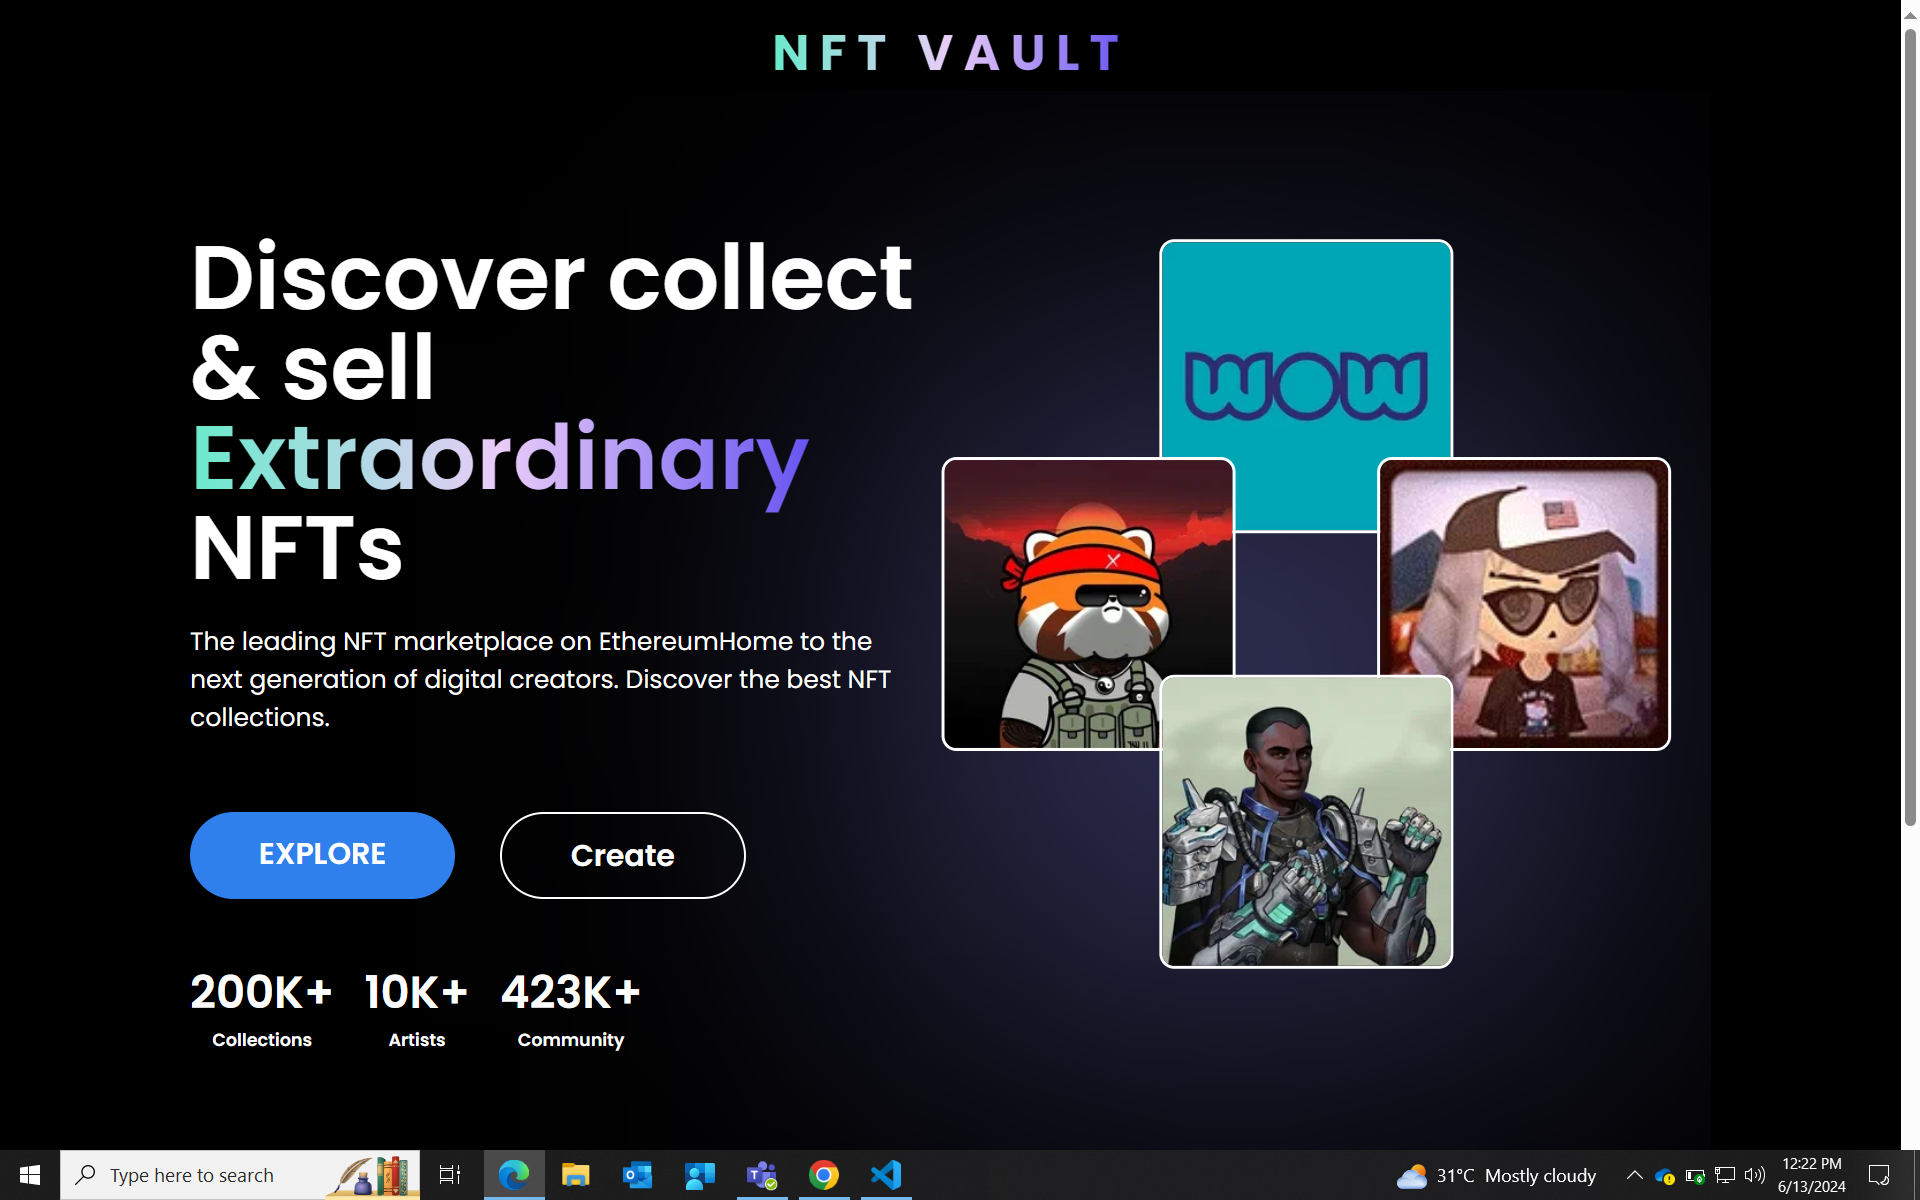 NFT VAULT
Discover collect
& sell
Extraordinary
NFTs
The leading NFT marketplace on EthereumHome to the
next generation of digital creators. Discover the best NFT
collections.
EXPLORE
Create
200K+ 10K+ 423K+
Collections Artists Community
WOW
Type here to search
31°C Mostly cloudy
12:22 PM
6/13/2024